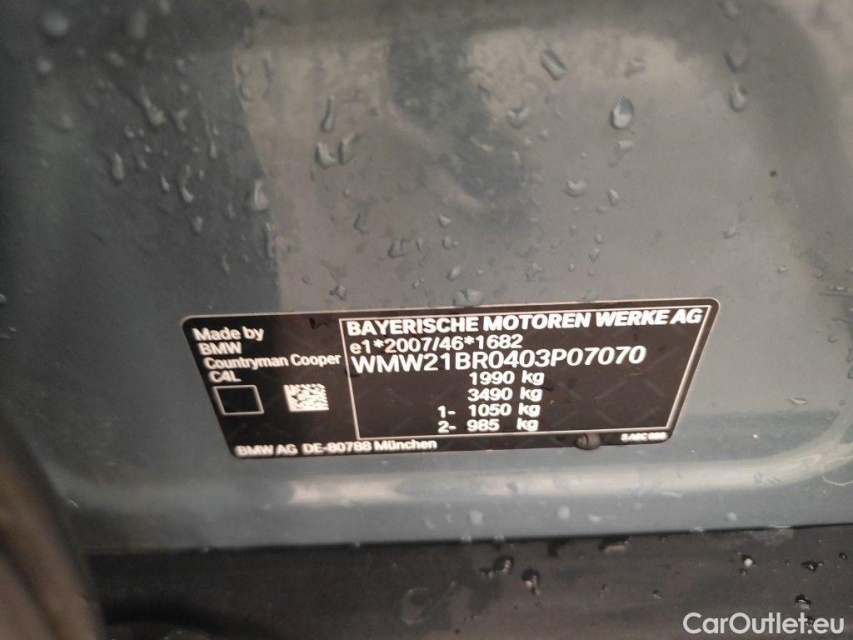 Made by
BMW
Countryman Cooper
C4L
BAYERISCHE MOTOREN WERKE AG
e1*2007/46*1682
WMW21BR0403P07070
1990 kg
3490 kg
1- 1050 kg
2- 985 kg
BMW AG DE-80788 München
CarOutlet.eu